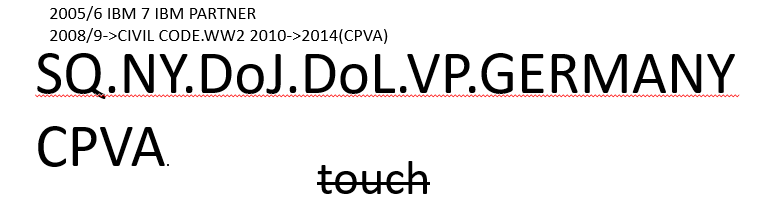 2005/6 IBM 7 IBM PARTNER
2008/9->CIVIL CODE.WW2 2010->2014(CPVA)
SQ.NY.DoJ.DoL.VP.GERMANY
CPVA.
touch